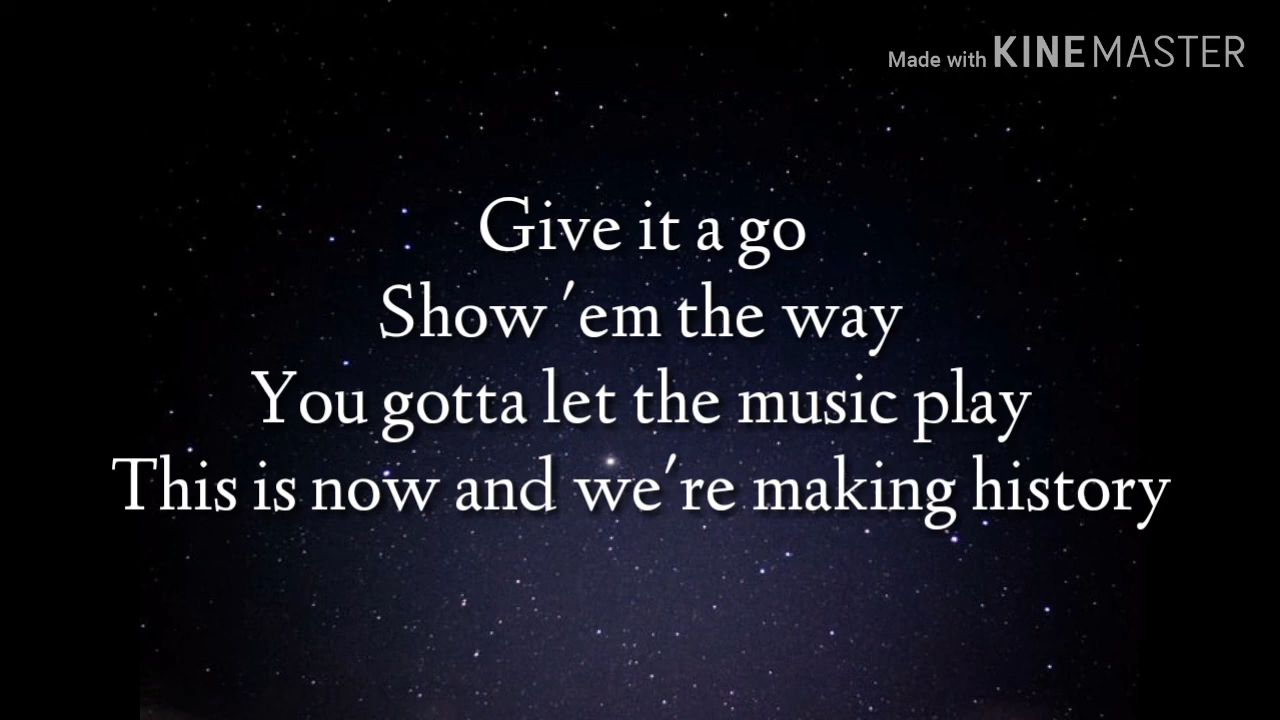 Made with KINEMASTER
Give it a go
Show 'em the way
You gotta let the music play
This is now and we're making history